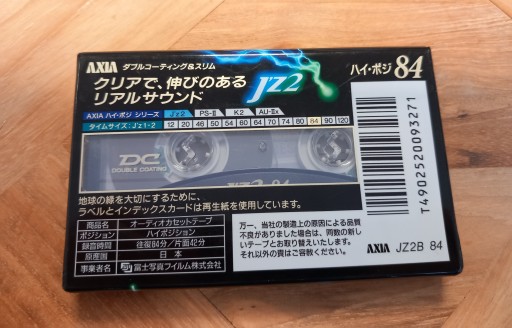 AXIA ダブルコーティング&スリム
クリアで、伸びのある
リアルサウンド
J'Z2
ハイ・ポジ 84
AXIA ハイ・ポジ シリーズ J'z2 PS-Ⅱ K2 AU-Ⅱx
タイムサイズ:J'z1・2 12 20 46 50 54 60 64 70 74 80 84 90 120
DC
DOUBLE COATING
J'Z2 84
地球の緑を大切にするために、
ラベルとインデックスカードは再生紙を使用しています。
商品名 オーディオカセットテープ
ポジション ハイポジション
録音時間 往復84分/片面42分
原産国 日本
事業者名 富士写真フイルム株式会社
万一、当社の製造上の原因による品質
不良がありました場合は、同数の新し
いテープとお取り替えいたします。
それ以外の責はご容赦ください。
T4902520093271
AXIA JZ2B 84